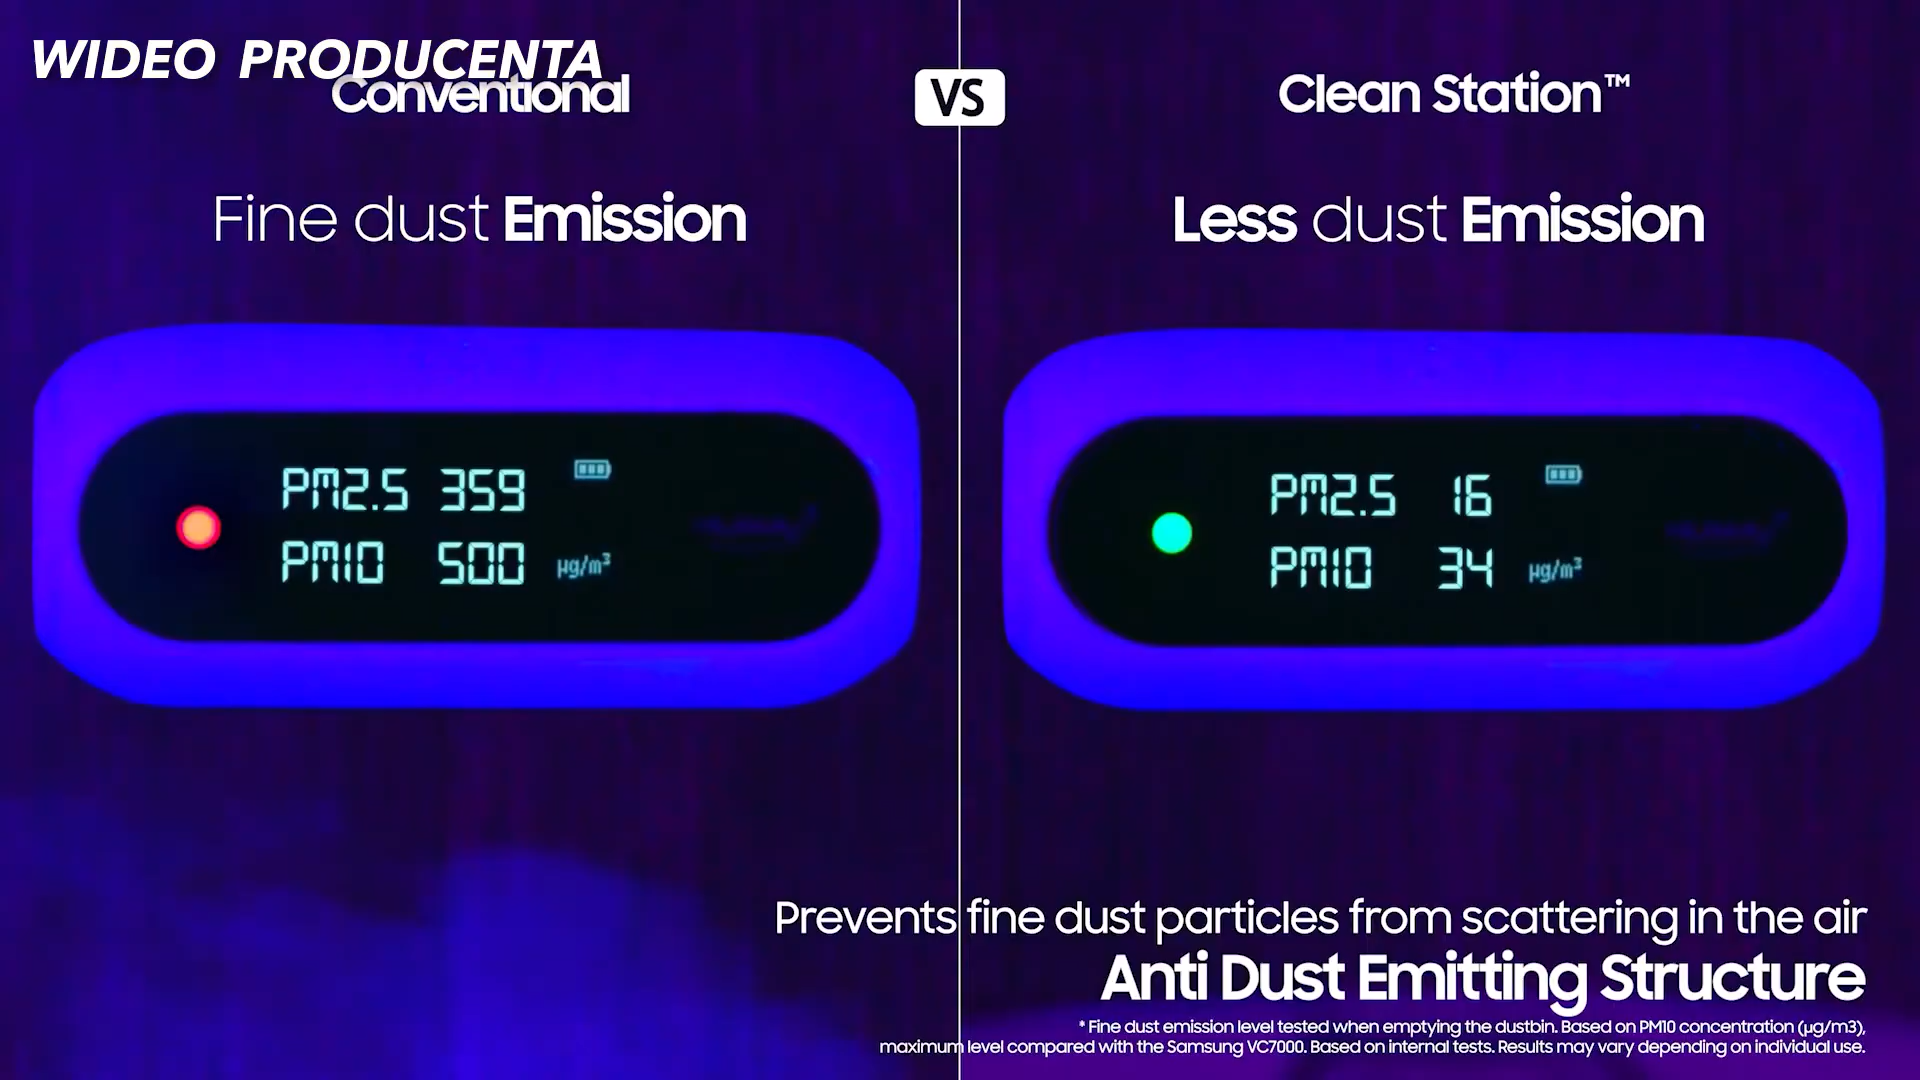 WIDEO PRODUCENTA
Conventional
VS
Clean Station™
Fine dust Emission
Less dust Emission
PM2.5 359
PM10 500 µg/m³
PM2.5 16
PM10 34 µg/m³
Prevents fine dust particles from scattering in the air
Anti Dust Emitting Structure
* Fine dust emission level tested when emptying the dustbin. Based on PM10 concentration (µg/m3),
maximum level compared with the Samsung VC7000. Based on internal tests. Results may vary depending on individual use.